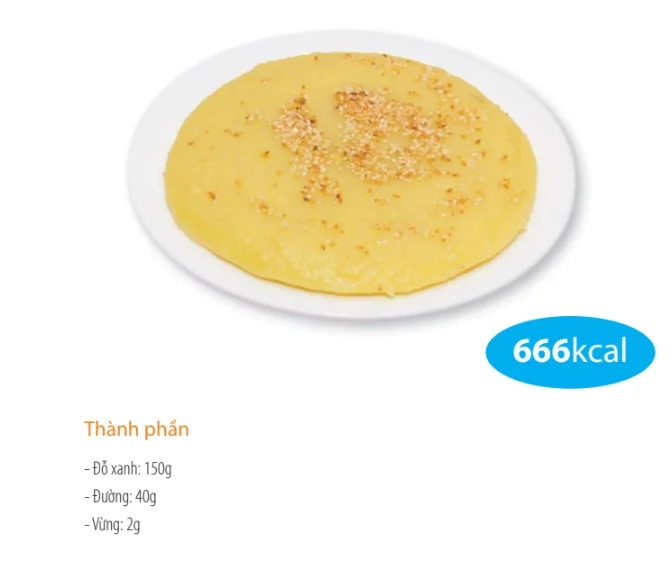 666kcal
Thành phần
- Đỗ xanh: 150g
- Đường: 40g
- Vừng: 2g